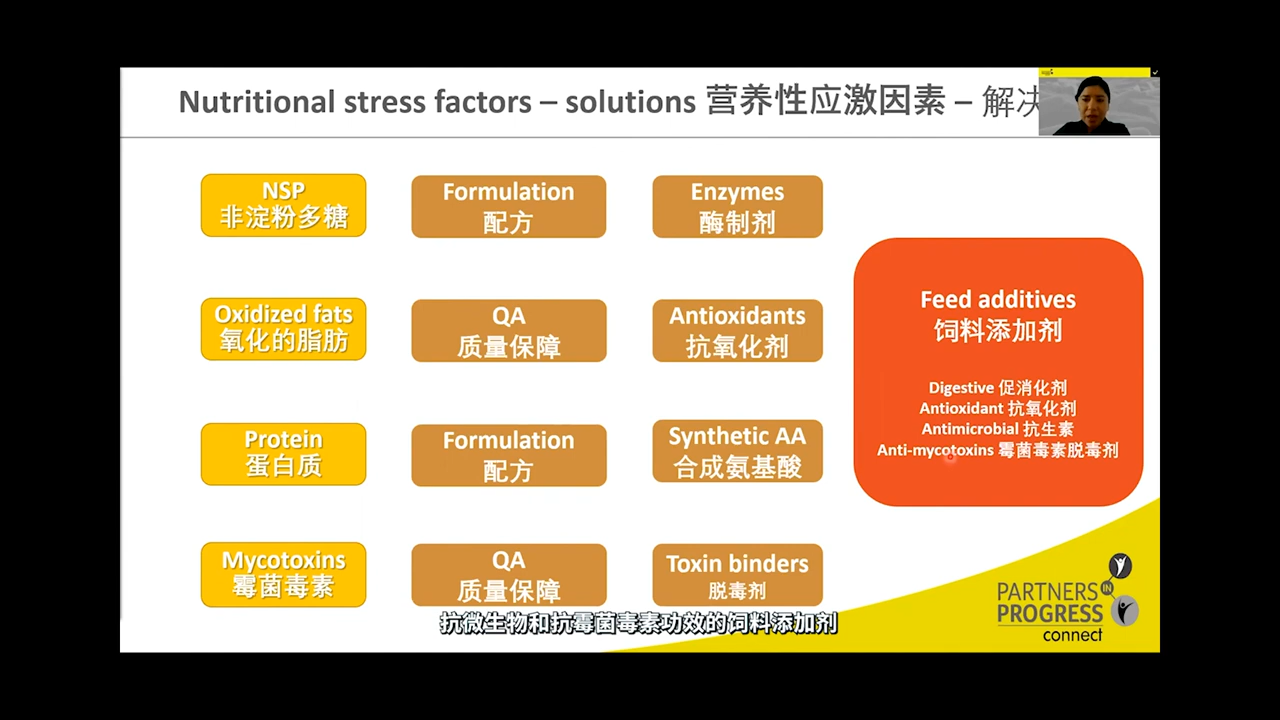 Nutritional stress factors – solutions 营养性应激因素 – 解决
NSP
非淀粉多糖
Formulation
配方
Enzymes
酶制剂
Oxidized fats
氧化的脂肪
QA
质量保障
Antioxidants
抗氧化剂
Protein
蛋白质
Formulation
配方
Synthetic AA
合成氨基酸
Mycotoxins
霉菌毒素
QA
质量保障
Toxin binders
脱毒剂
Feed additives
饲料添加剂
Digestive 促消化剂
Antioxidant 抗氧化剂
Antimicrobial 抗生素
Anti-mycotoxins 霉菌毒素脱毒剂
PARTNERS IN
PROGRESS
connect
抗微生物和抗霉菌毒素功效的饲料添加剂